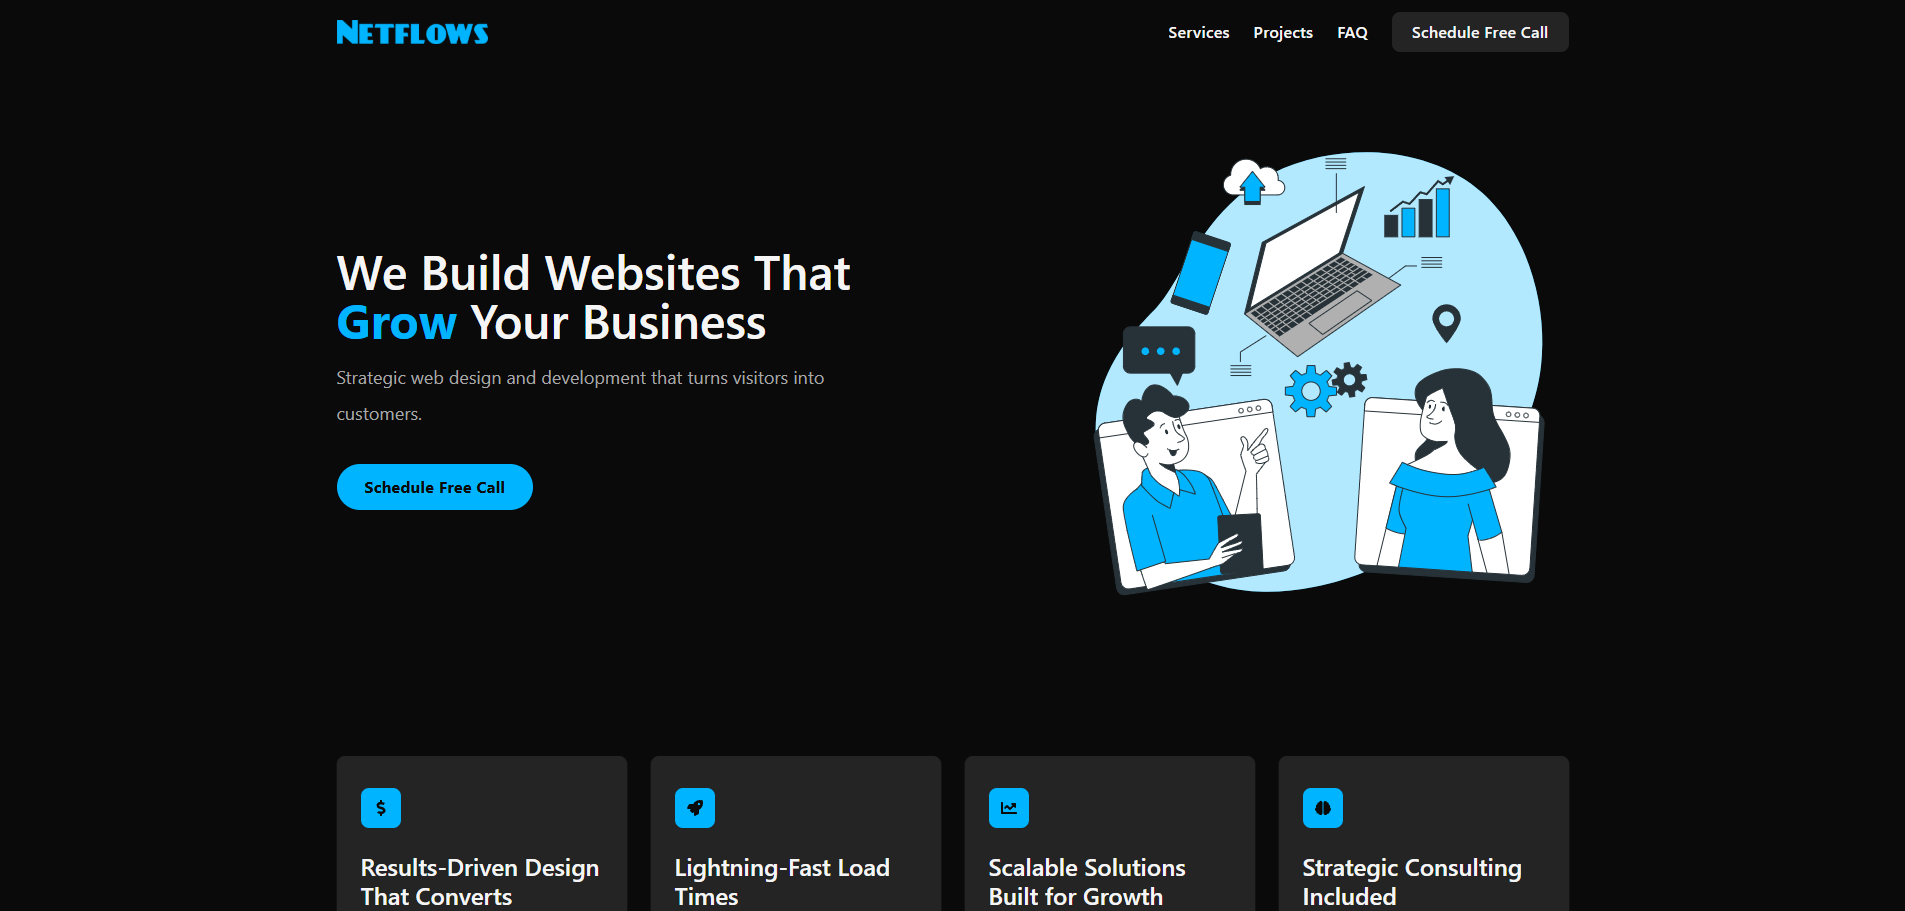 NETFLOWS
Services Projects FAQ Schedule Free Call
We Build Websites That
Grow Your Business
Strategic web design and development that turns visitors into
customers.
Schedule Free Call
Results-Driven Design
That Converts
Lightning-Fast Load
Times
Scalable Solutions
Built for Growth
Strategic Consulting
Included